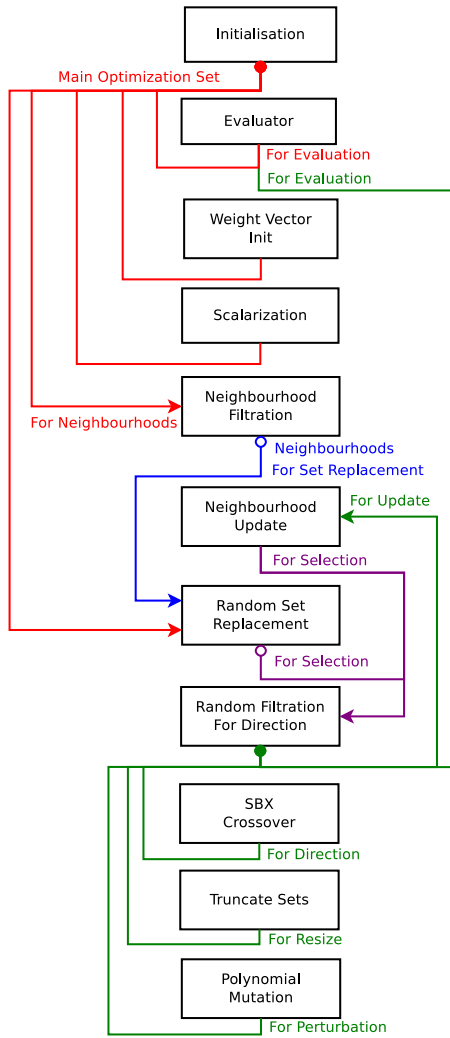 Initialisation
Main Optimization Set
Evaluator
For Evaluation
For Evaluation
Weight Vector
Init
Scalarization
Neighbourhood
Filtration
For Neighbourhoods
Neighbourhoods
For Set Replacement
Neighbourhood
Update
For Update
For Selection
Random Set
Replacement
For Selection
Random Filtration
For Direction
SBX
Crossover
For Direction
Truncate Sets
For Resize
Polynomial
Mutation
For Perturbation